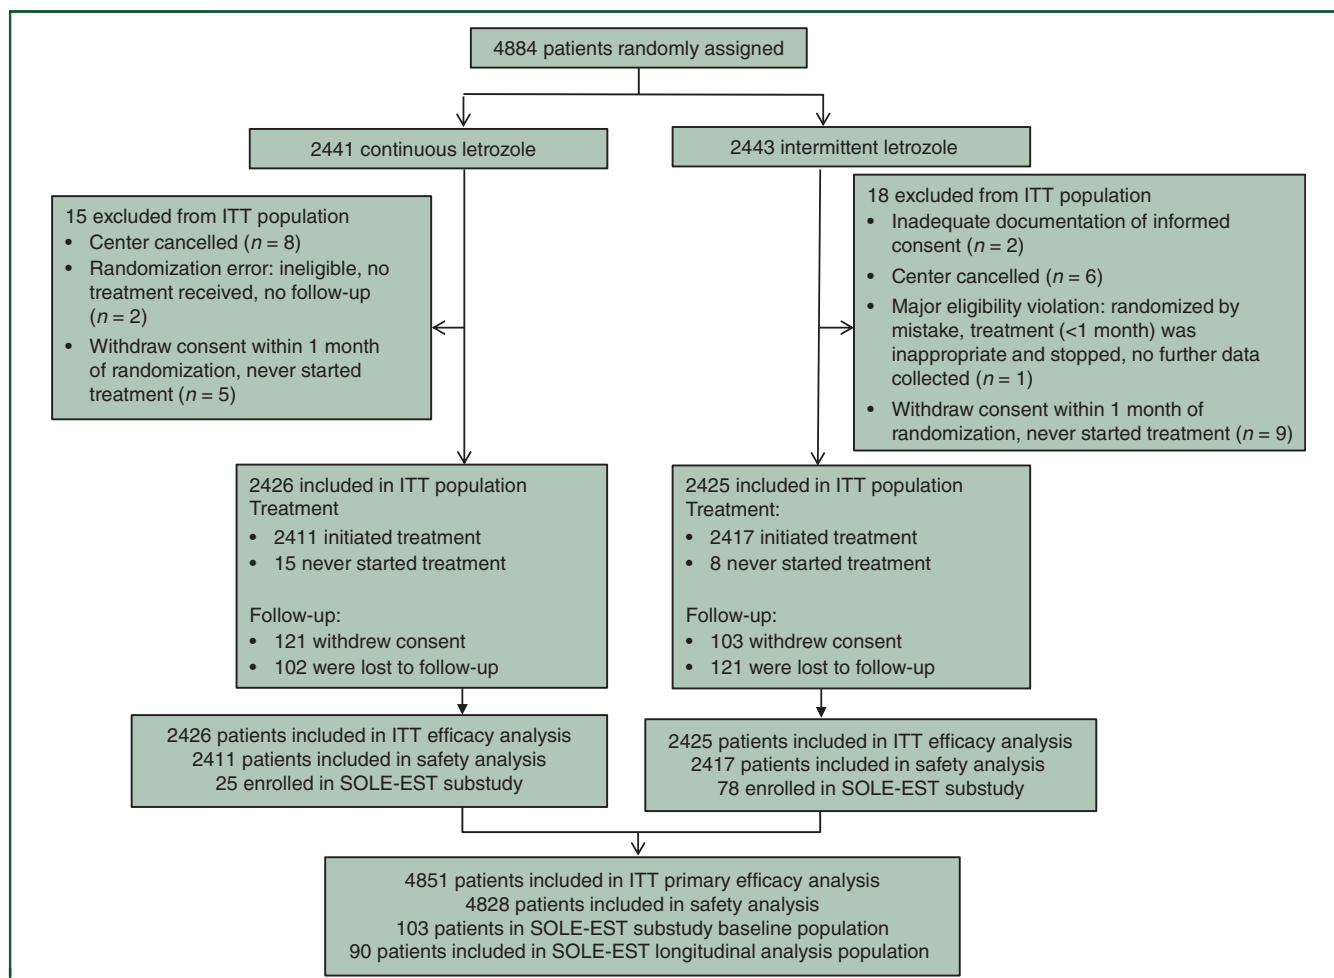 4884 patients randomly assigned
2441 continuous letrozole
2443 intermittent letrozole
15 excluded from ITT population
• Center cancelled (n = 8)
• Randomization error: ineligible, no
treatment received, no follow-up
(n = 2)
• Withdraw consent within 1 month
of randomization, never started
treatment (n = 5)
18 excluded from ITT population
• Inadequate documentation of informed
consent (n = 2)
• Center cancelled (n = 6)
• Major eligibility violation: randomized by
mistake, treatment (<1 month) was
inappropriate and stopped, no further data
collected (n = 1)
• Withdraw consent within 1 month of
randomization, never started treatment (n = 9)
2426 included in ITT population
Treatment
• 2411 initiated treatment
• 15 never started treatment
Follow-up:
• 121 withdrew consent
• 102 were lost to follow-up
2425 included in ITT population
Treatment:
• 2417 initiated treatment
• 8 never started treatment
Follow-up:
• 103 withdrew consent
• 121 were lost to follow-up
2426 patients included in ITT efficacy analysis
2411 patients included in safety analysis
25 enrolled in SOLE-EST substudy
2425 patients included in ITT efficacy analysis
2417 patients included in safety analysis
78 enrolled in SOLE-EST substudy
4851 patients included in ITT primary efficacy analysis
4828 patients included in safety analysis
103 patients in SOLE-EST substudy baseline population
90 patients included in SOLE-EST longitudinal analysis population